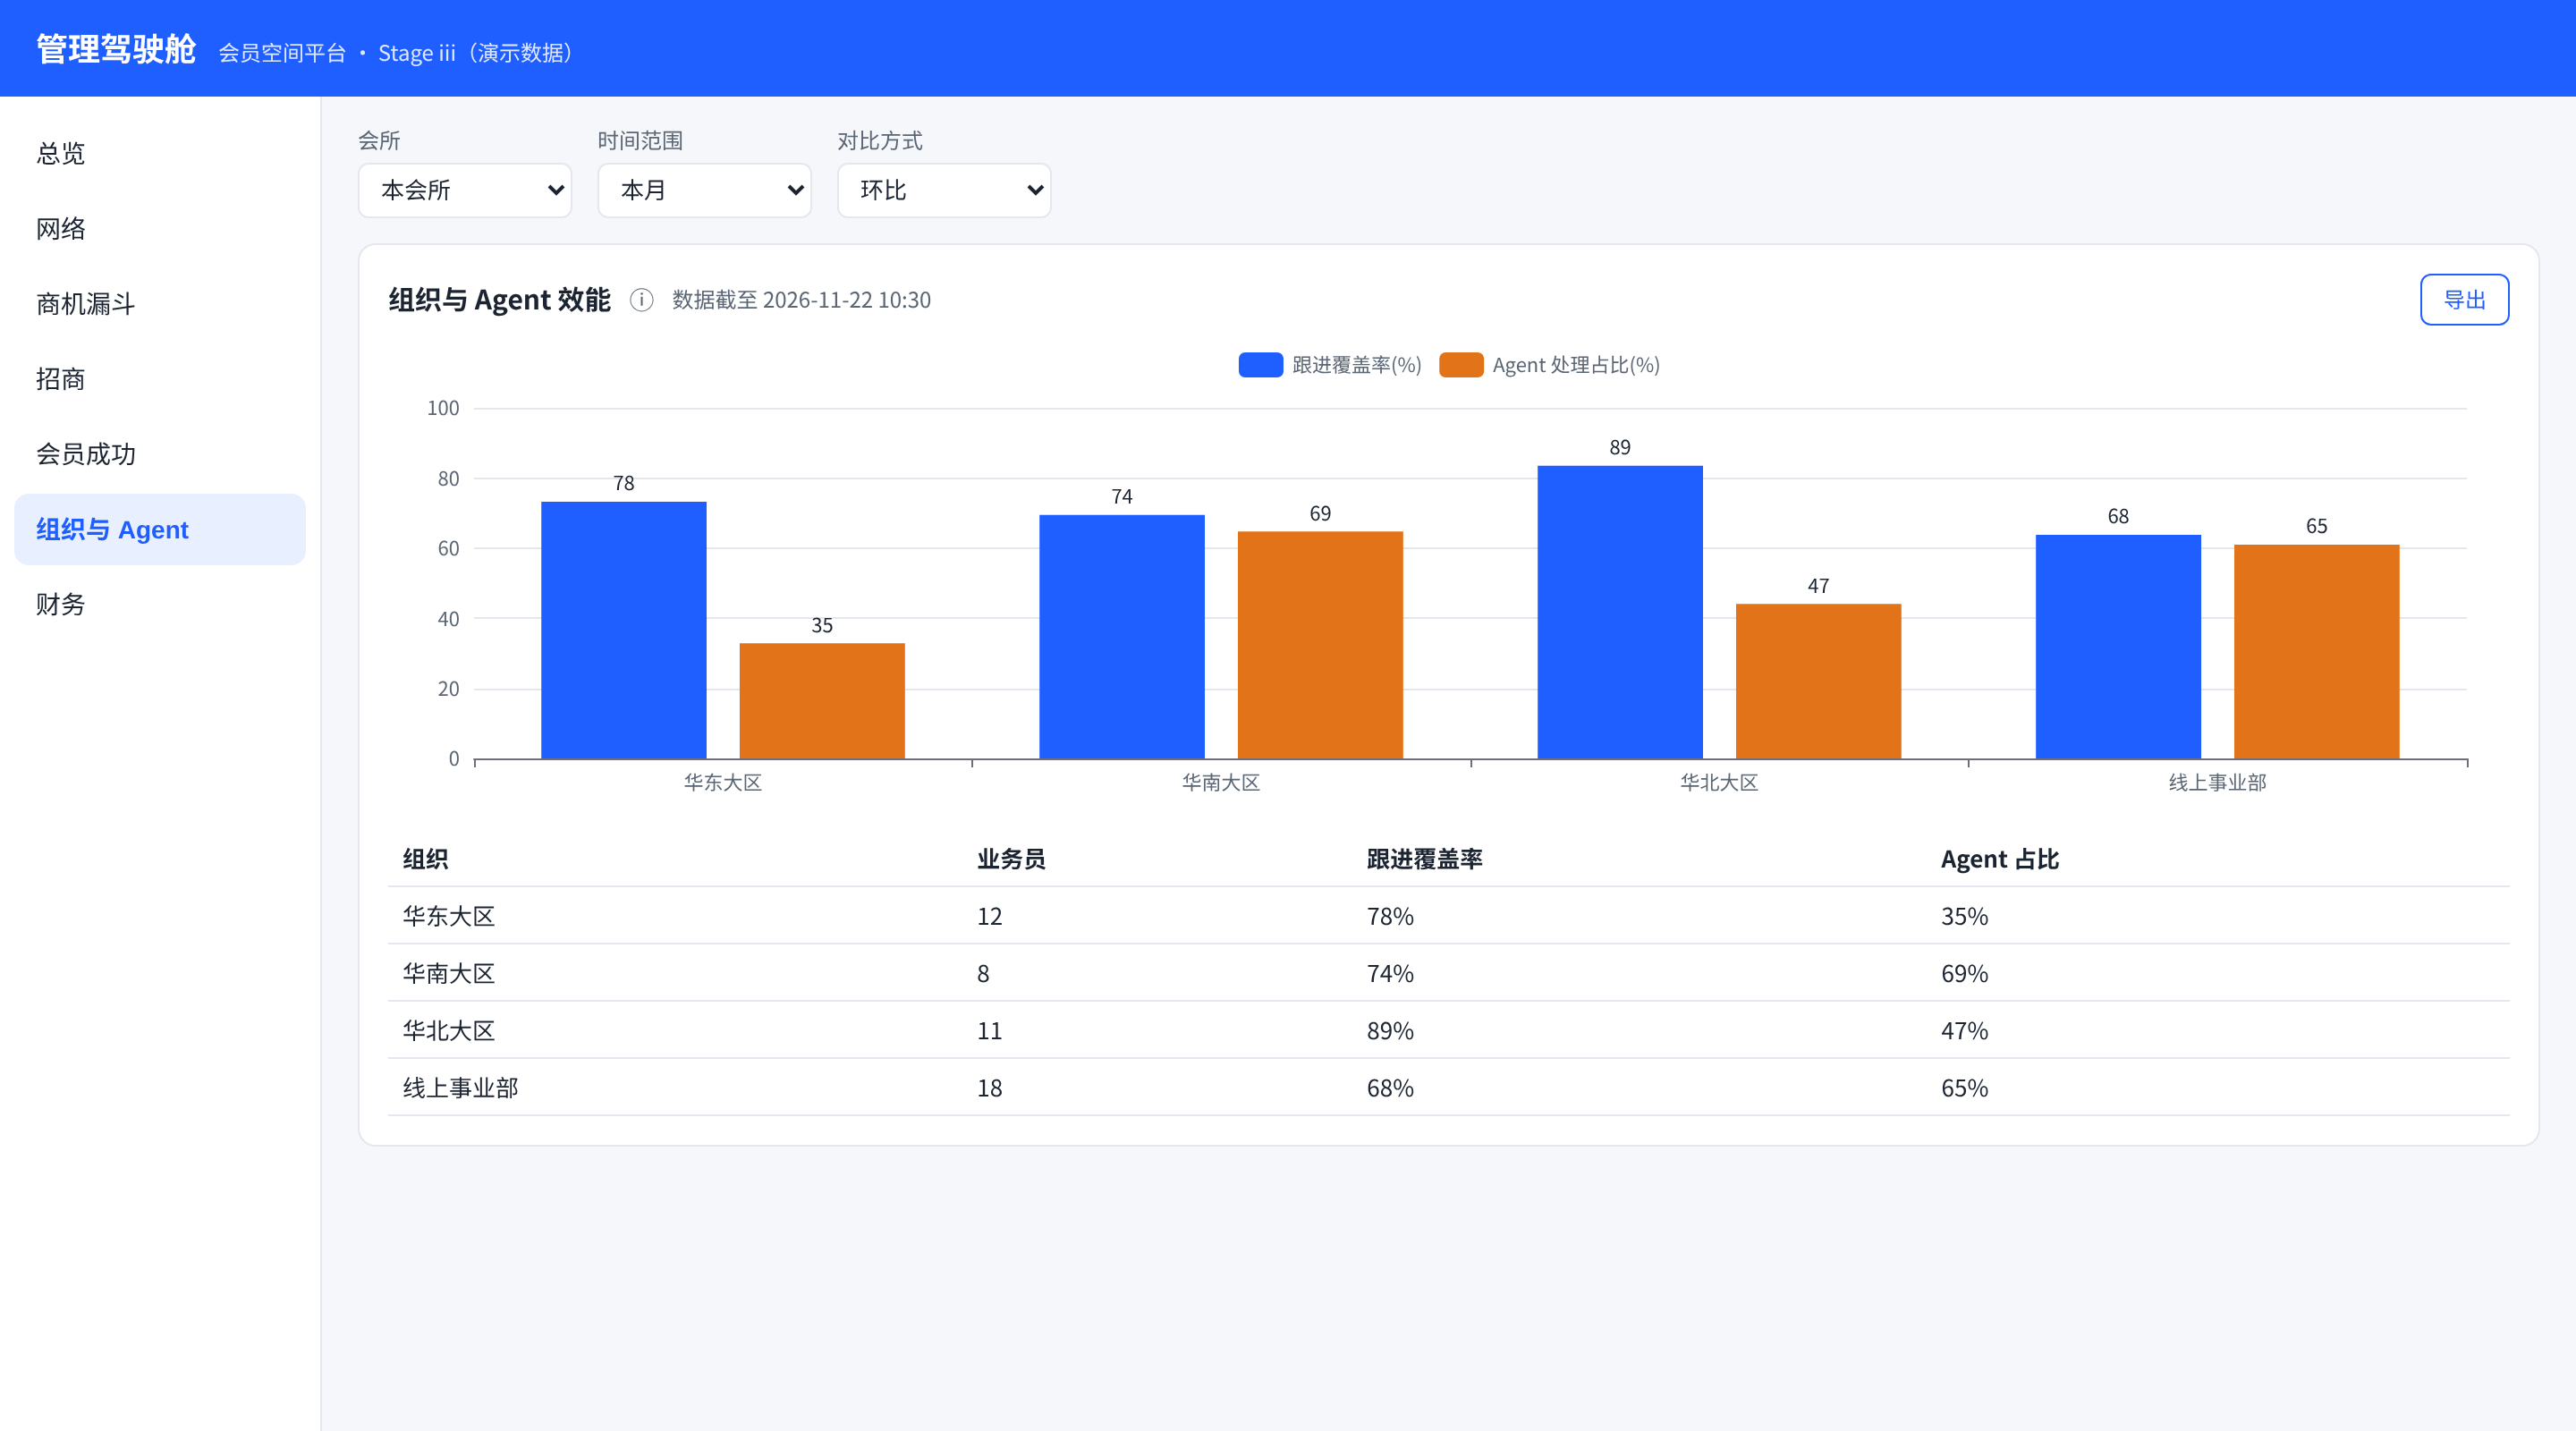 管理驾驶舱 会员空间平台 · Stage iii（演示数据）
总览
网络
商机漏斗
招商
会员成功
组织与 Agent
财务
会所 时间范围 对比方式
本会所 本月 环比
组织与 Agent 效能 ⓘ 数据截至 2026-11-22 10:30 导出
跟进覆盖率(%) Agent 处理占比(%)
100
80
60
40
20
0
78 35 74 69 89 47 68 65
华东大区 华南大区 华北大区 线上事业部
组织 业务员 跟进覆盖率 Agent 占比
华东大区 12 78% 35%
华南大区 8 74% 69%
华北大区 11 89% 47%
线上事业部 18 68% 65%